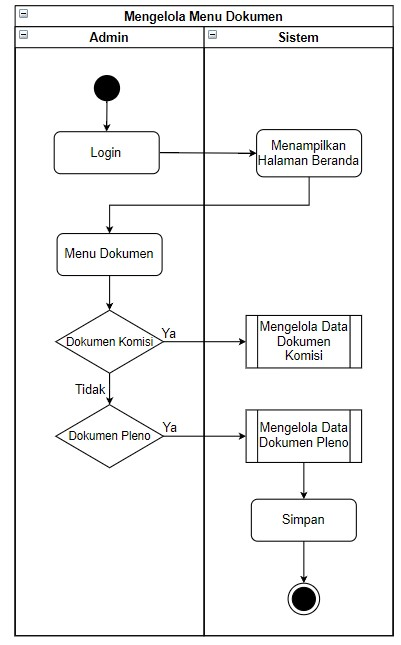 Mengelola Menu Dokumen
Admin
Sistem
Login
Menampilkan
Halaman Beranda
Menu Dokumen
Dokumen Komisi
Ya
Mengelola Data
Dokumen
Komisi
Tidak
Dokumen Pleno
Ya
Mengelola Data
Dokumen Pleno
Simpan